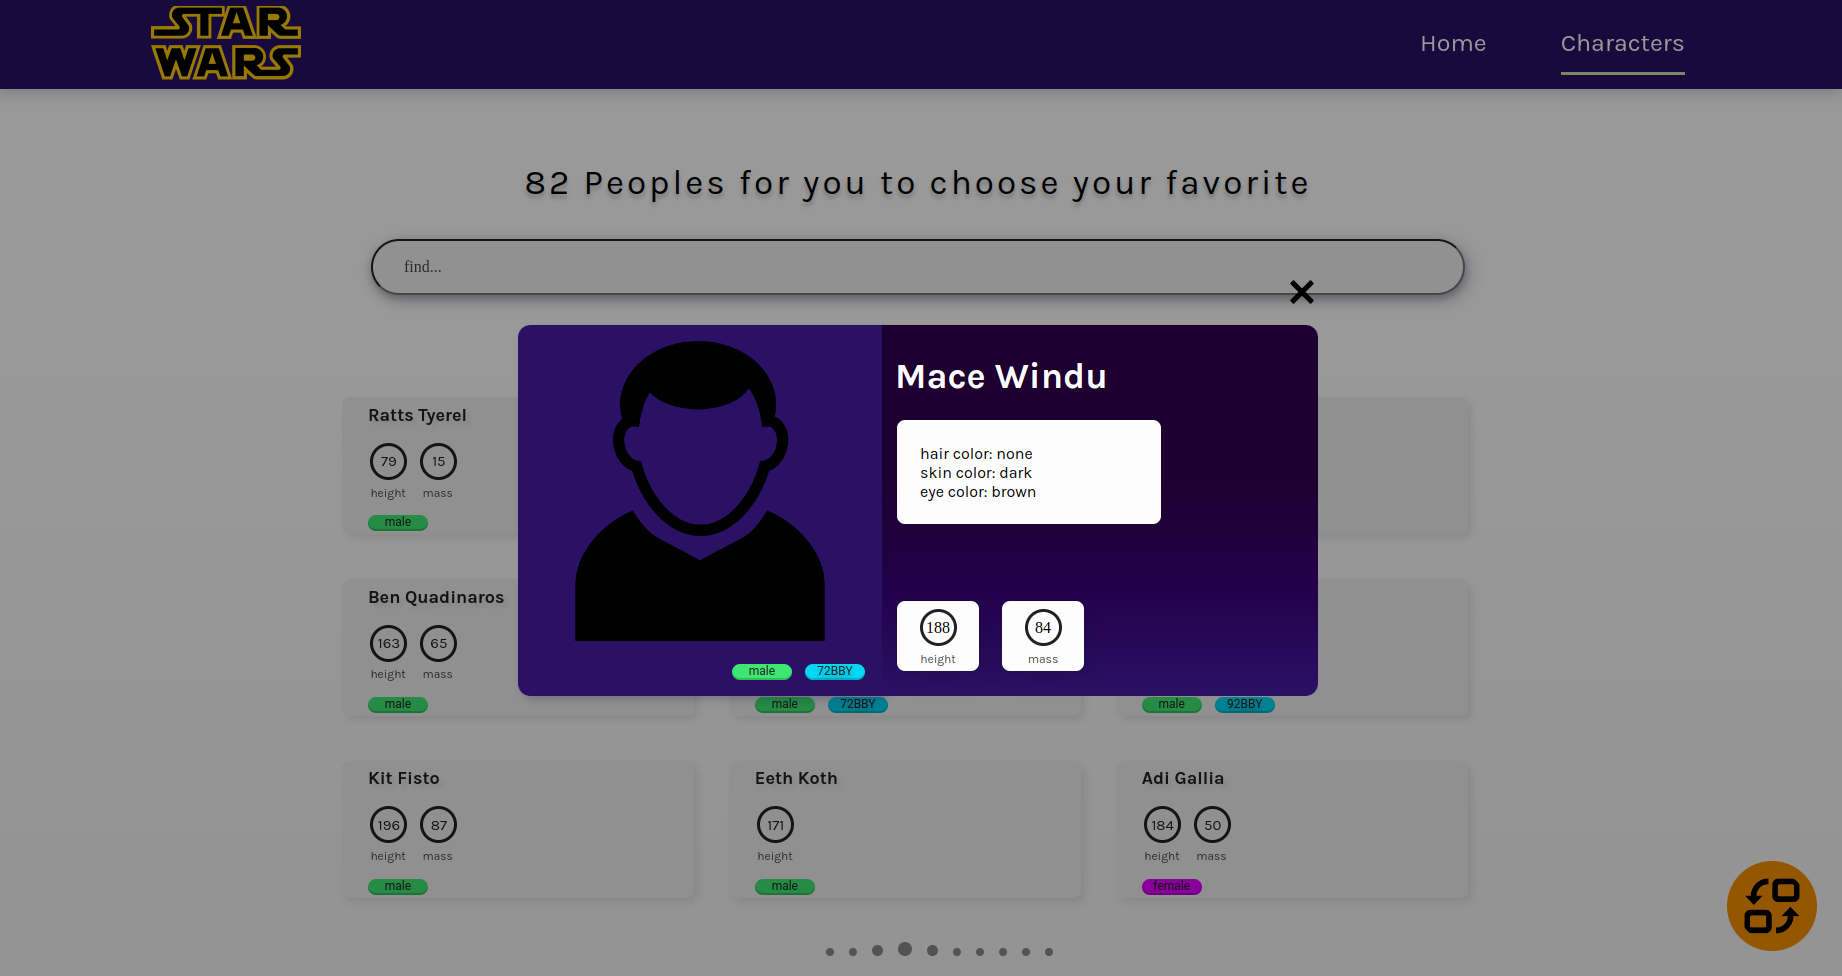 STAR
WARS
Home
Characters
82 Peoples for you to choose your favorite
find...
Ratts Tyerel
79
15
height
mass
male
Mace Windu
hair color: none
skin color: dark
eye color: brown
188
84
height
mass
male
72BBY
Ben Quadinaros
163
65
height
mass
male
male
72BBY
male
92BBY
Kit Fisto
196
87
height
mass
male
Eeth Koth
171
height
male
Adi Gallia
184
50
height
mass
female